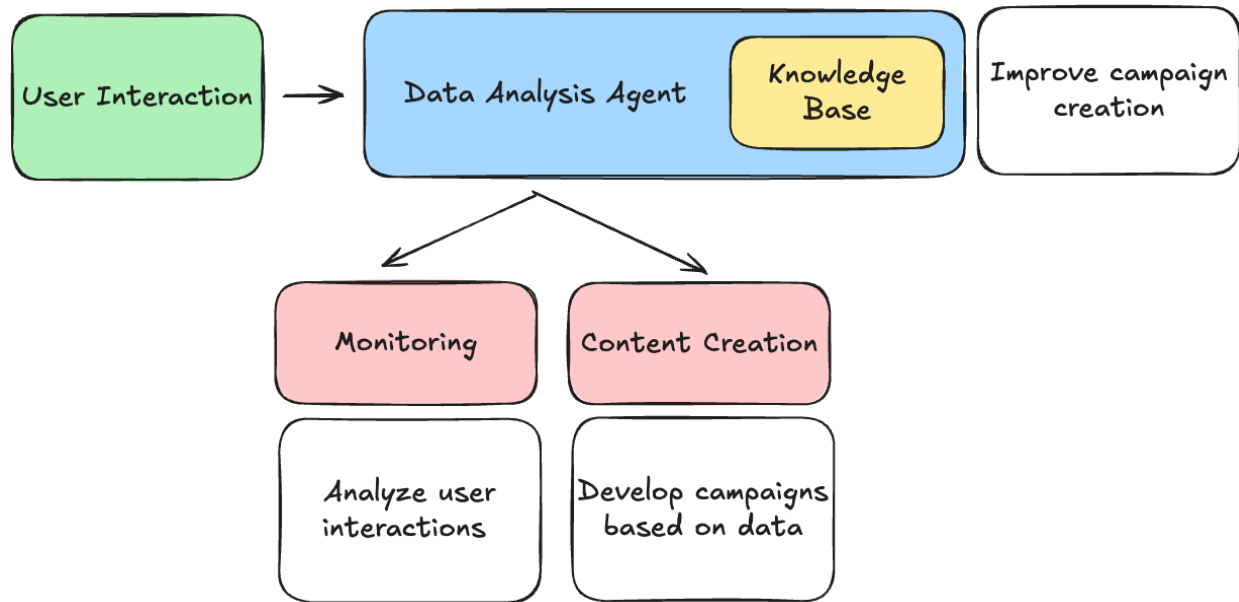 User Interaction
Data Analysis Agent
Knowledge
Base
Improve campaign
creation
Monitoring
Content Creation
Analyze user
interactions
Develop campaigns
based on data